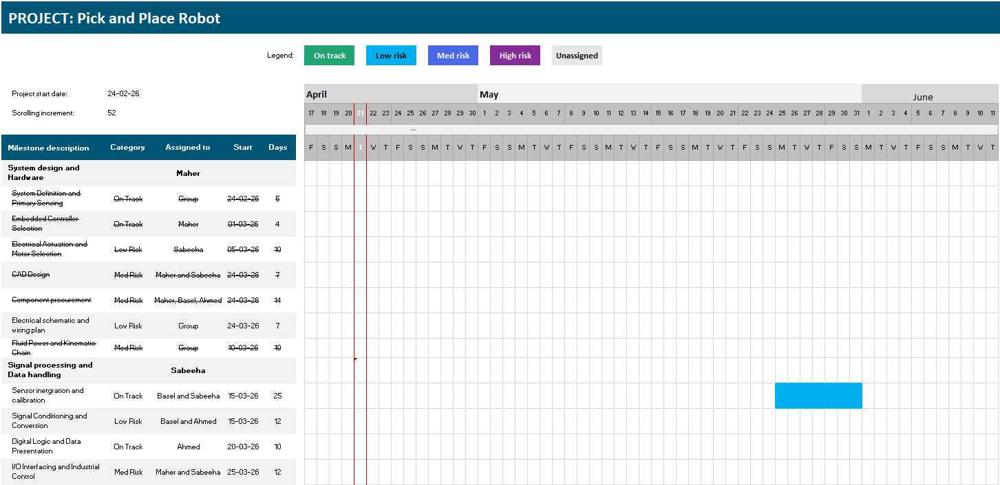 PROJECT: Pick and Place Robot
Legend: On track Low risk Med risk High risk Unassigned
Project start date: 24-02-26
Scrolling increment: 52
April May June
17 18 19 20 21 22 23 24 25 26 27 28 29 30 1 2 3 4 5 6 7 8 9 10 11 12 13 14 15 16 17 18 19 20 21 22 23 24 25 26 27 28 29 30 31 1 2 3 4 5 6 7 8 9 10 11
Milestone description Category Assigned to Start Days F S S M T W T F S S M T W T F S S M T W T F S S M T W T F S S M T W T F S S M T W T F S S M T W T F S S M T W T
System design and
Hardware
Maher
System Definition and
Primary Sensing
On Track Group 24-02-26 5
Embedded Controller
Selection
On Track Maher 01-03-26 4
Electrical Actuation and
Motor Selection
Low Risk Sabeeha 05-03-26 10
CAD Design Med Risk Maher and Sabeeha 24-03-26 7
Component procurement Med Risk Maher, Basel, Ahmed 24-03-26 14
Electrical schematic and
wiring plan
Low Risk Group 24-03-26 7
Fluid Power and Kinematic
Chain
Med Risk Group 10-03-26 10
Signal processing and
Data handling
Sabeeha
Sensor inetgration and
calibration
On Track Basel and Sabeeha 15-03-26 25
Signal Conditioning and
Conversion
Low Risk Basel and Ahmed 15-03-26 12
Digital Logic and Data
Presentation
On Track Ahmed 20-03-26 10
I/O Interfacing and Industrial
Control
Med Risk Maher and Sabeeha 25-03-26 12